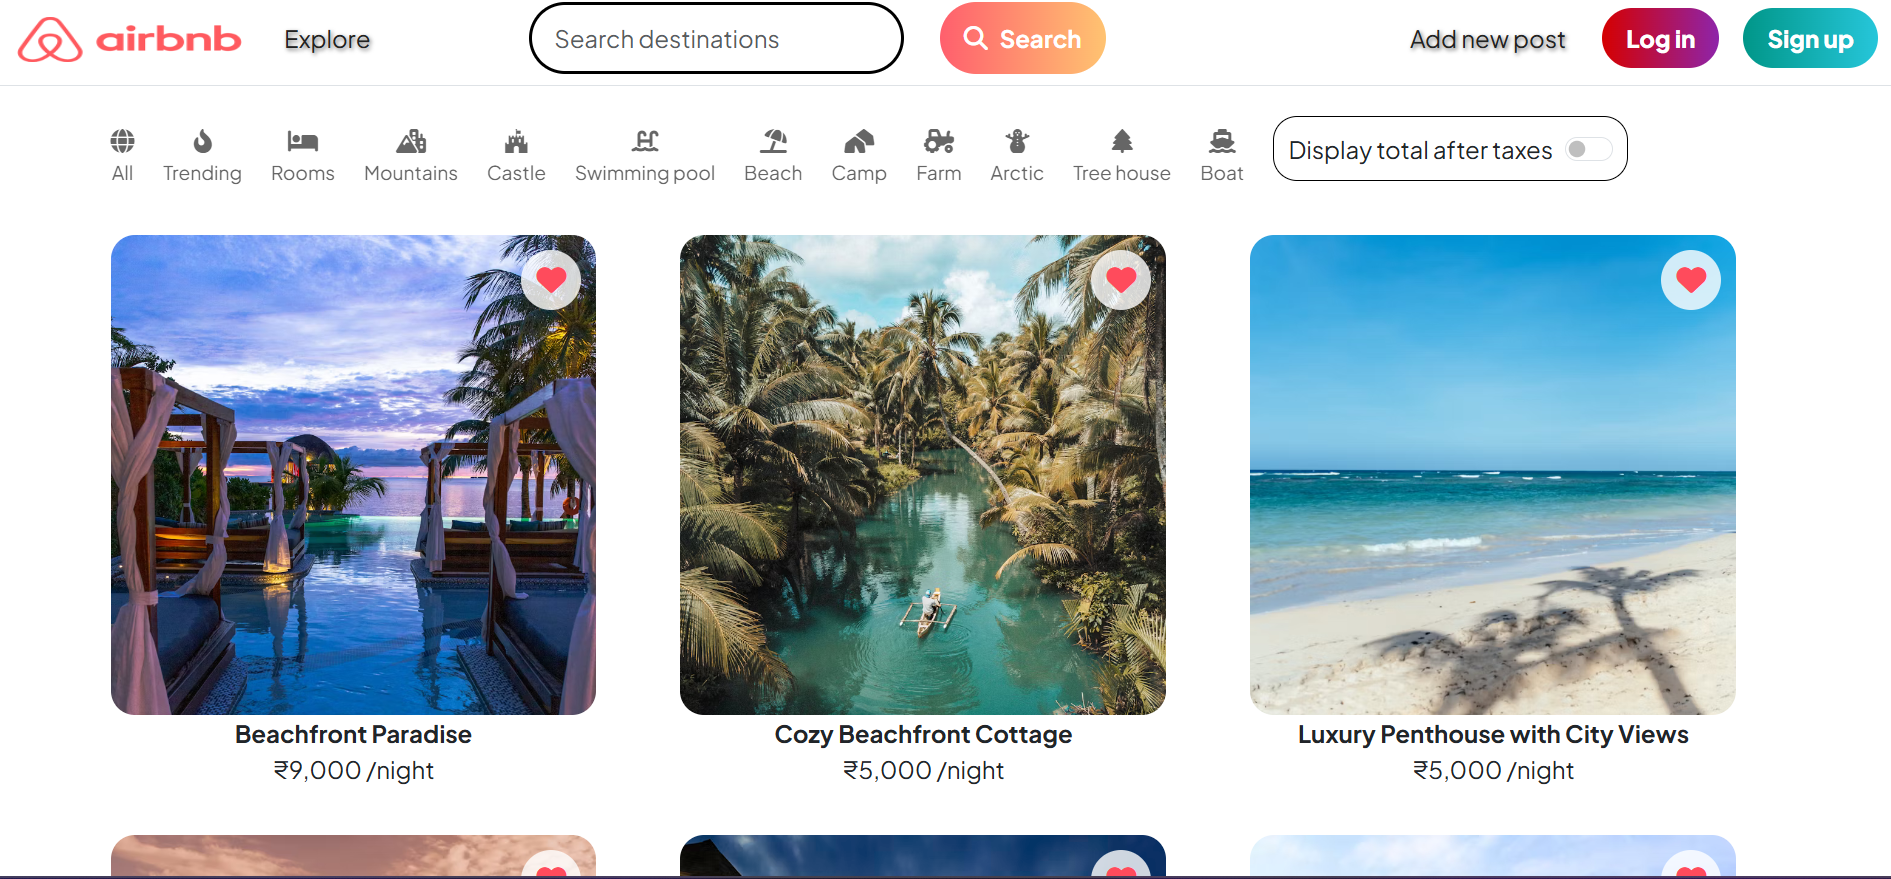 airbnb
Explore
Search destinations
Search
Add new post
Log in
Sign up
All
Trending
Rooms
Mountains
Castle
Swimming pool
Beach
Camp
Farm
Arctic
Tree house
Boat
Display total after taxes
Beachfront Paradise
₹9,000 /night
Cozy Beachfront Cottage
₹5,000 /night
Luxury Penthouse with City Views
₹5,000 /night